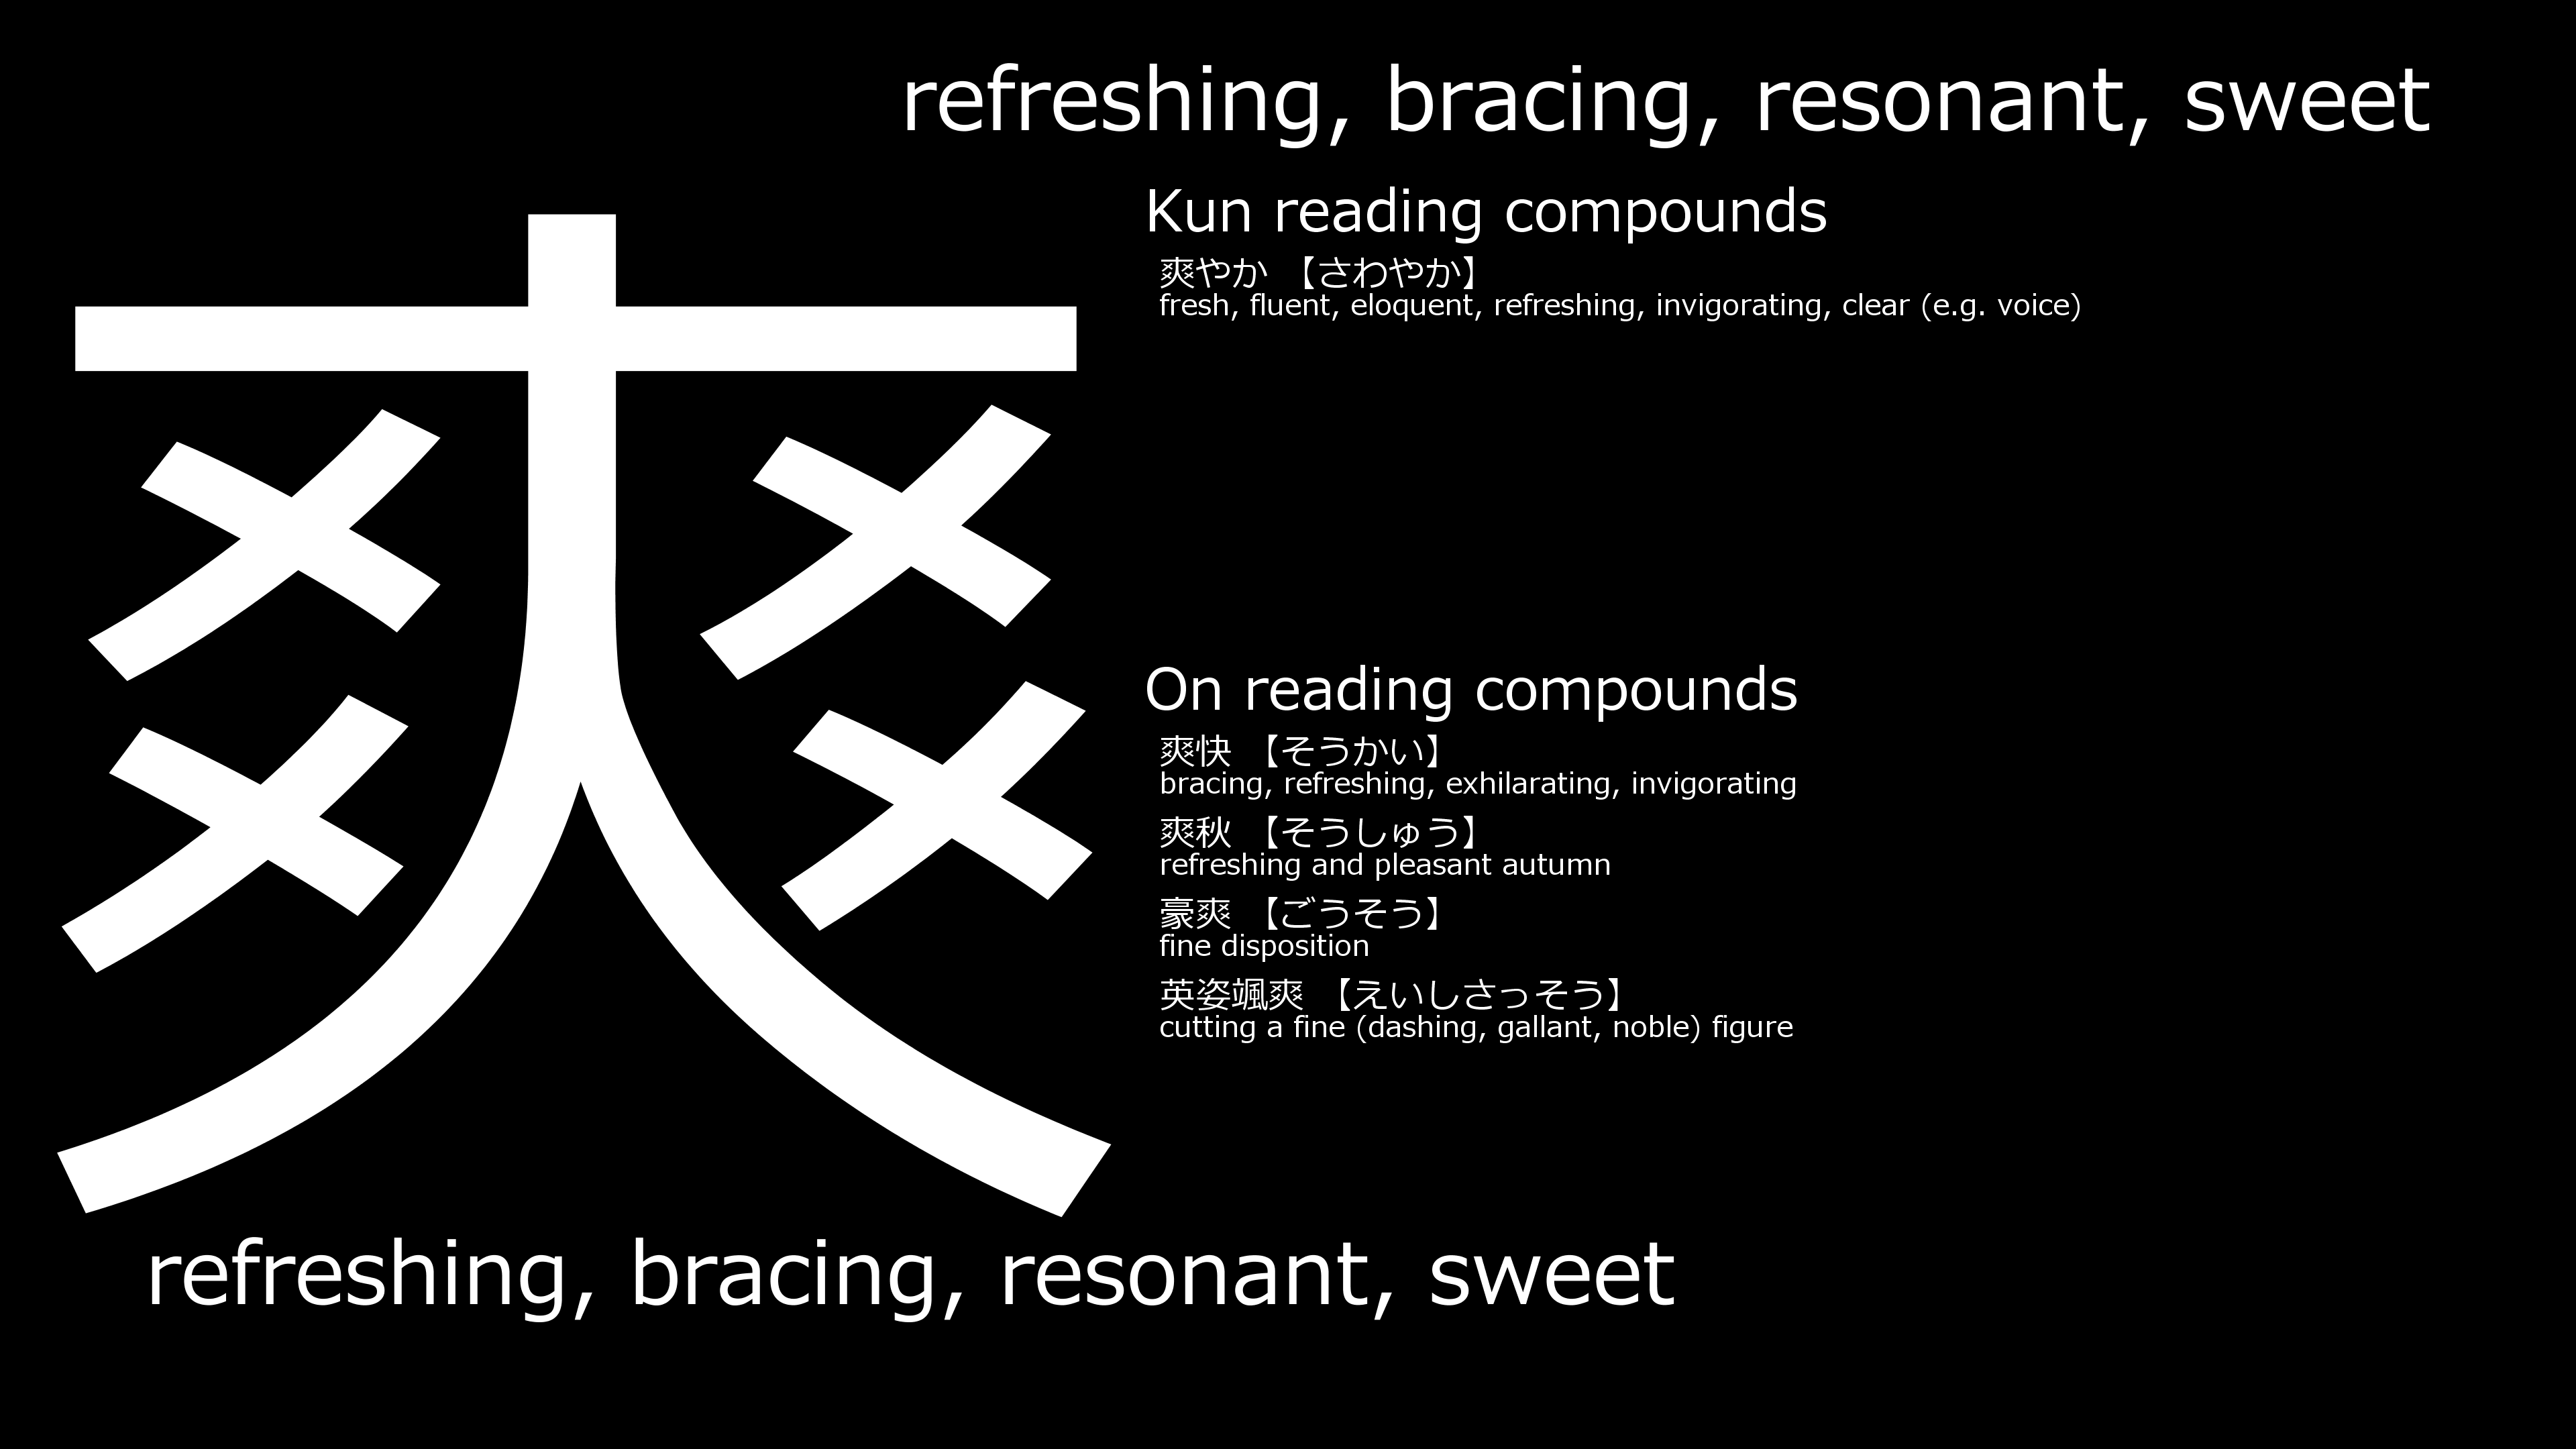 refreshing, bracing, resonant, sweet
爽
Kun reading compounds
爽やか 【さわやか】
fresh, fluent, eloquent, refreshing, invigorating, clear (e.g. voice)
On reading compounds
爽快 【そうかい】
bracing, refreshing, exhilarating, invigorating
爽秋 【そうしゅう】
refreshing and pleasant autumn
豪爽 【ごうそう】
fine disposition
英姿颯爽 【えいしさっそう】
cutting a fine (dashing, gallant, noble) figure
refreshing, bracing, resonant, sweet